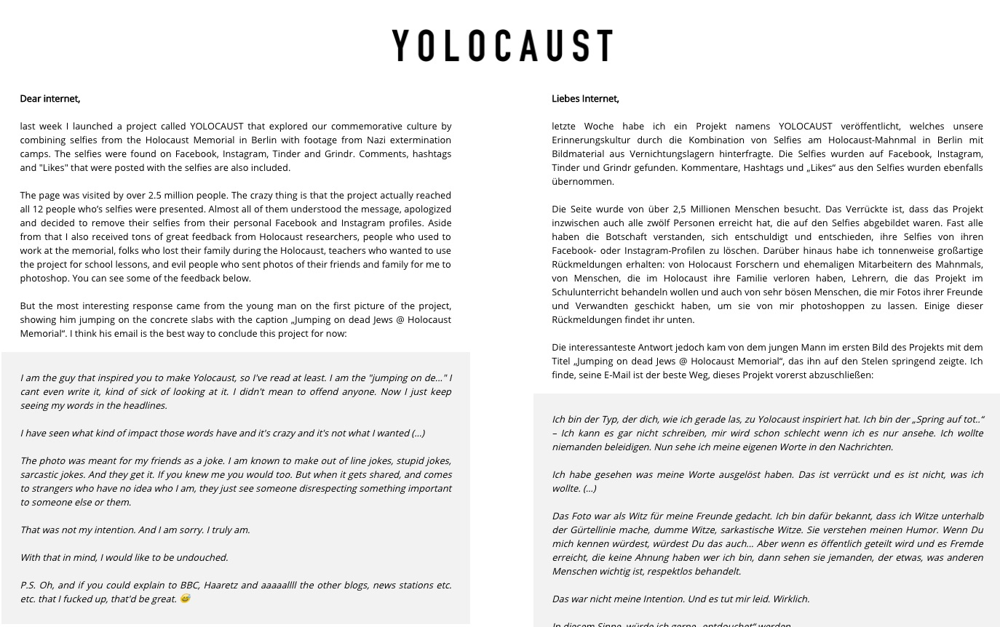 YOLOCAUST
Dear internet,
last week I launched a project called YOLOCAUST that explored our commemorative culture by
combining selfies from the Holocaust Memorial in Berlin with footage from Nazi extermination
camps. The selfies were found on Facebook, Instagram, Tinder and Grindr. Comments, hashtags
and "Likes" that were posted with the selfies are also included.
The page was visited by over 2.5 million people. The crazy thing is that the project actually reached
all 12 people who's selfies were presented. Almost all of them understood the message, apologized
and decided to remove their selfies from their personal Facebook and Instagram profiles. Aside
from that I also received tons of great feedback from Holocaust researchers, people who used to
work at the memorial, folks who lost their family during the Holocaust, teachers who wanted to use
the project for school lessons, and evil people who sent photos of their friends and family for me to
photoshop. You can see some of the feedback below.
But the most interesting response came from the young man on the first picture of the project,
showing him jumping on the concrete slabs with the caption „Jumping on dead Jews @ Holocaust
Memorial“. I think his email is the best way to conclude this project for now:
I am the guy that inspired you to make Yolocaust, so I've read at least. I am the "jumping on de..." I
cant even write it, kind of sick of looking at it. I didn't mean to offend anyone. Now I just keep
seeing my words in the headlines.
I have seen what kind of impact those words have and it's crazy and it's not what I wanted (...)
The photo was meant for my friends as a joke. I am known to make out of line jokes, stupid jokes,
sarcastic jokes. And they get it. If you knew me you would too. But when it gets shared, and comes
to strangers who have no idea who I am, they just see someone disrespecting something important
to someone else or them.
That was not my intention. And I am sorry. I truly am.
With that in mind, I would like to be undouched.
P.S. Oh, and if you could explain to BBC, Haaretz and aaaaallll the other blogs, news stations etc.
etc. that I fucked up, that'd be great. 😅
Liebes Internet,
letzte Woche habe ich ein Projekt namens YOLOCAUST veröffentlicht, welches unsere
Erinnerungskultur durch die Kombination von Selfies am Holocaust-Mahnmal in Berlin mit
Bildmaterial aus Vernichtungslagern hinterfragte. Die Selfies wurden auf Facebook, Instagram,
Tinder und Grindr gefunden. Kommentare, Hashtags und „Likes“ aus den Selfies wurden ebenfalls
übernommen.
Die Seite wurde von über 2,5 Millionen Menschen besucht. Das Verrückte ist, dass das Projekt
inzwischen auch alle zwölf Personen erreicht hat, die auf den Selfies abgebildet waren. Fast alle
haben die Botschaft verstanden, sich entschuldigt und entschieden, ihre Selfies von ihren
Facebook- oder Instagram-Profilen zu löschen. Darüber hinaus habe ich tonnenweise großartige
Rückmeldungen erhalten: von Holocaust Forschern und ehemaligen Mitarbeitern des Mahnmals,
von Menschen, die im Holocaust ihre Familie verloren haben, Lehrern, die das Projekt im
Schulunterricht behandeln wollen und auch von sehr bösen Menschen, die mir Fotos ihrer Freunde
und Verwandten geschickt haben, um sie von mir photoshoppen zu lassen. Einige dieser
Rückmeldungen findet ihr unten.
Die interessanteste Antwort jedoch kam von dem jungen Mann im ersten Bild des Projekts mit dem
Titel „Jumping on dead Jews @ Holocaust Memorial“, das ihn auf den Stelen springend zeigte. Ich
finde, seine E-Mail ist der beste Weg, dieses Projekt vorerst abzuschließen:
Ich bin der Typ, der dich, wie ich gerade las, zu Yolocaust inspiriert hat. Ich bin der „Spring auf tot..“
– Ich kann es gar nicht schreiben, mir wird schon schlecht wenn ich es nur ansehe. Ich wollte
niemanden beleidigen. Nun sehe ich meine eigenen Worte in den Nachrichten.
Ich habe gesehen was meine Worte ausgelöst haben. Das ist verrückt und es ist nicht, was ich
wollte. (...)
Das Foto war als Witz für meine Freunde gedacht. Ich bin dafür bekannt, dass ich Witze unterhalb
der Gürtellinie mache, dumme Witze, sarkastische Witze. Sie verstehen meinen Humor. Wenn Du
mich kennen würdest, würdest Du das auch... Aber wenn es öffentlich geteilt wird und es Fremde
erreicht, die keine Ahnung haben wer ich bin, dann sehen sie jemanden, der etwas, was anderen
Menschen wichtig ist, respektlos behandelt.
Das war nicht meine Intention. Und es tut mir leid. Wirklich.
In diesem Sinne, würde ich gerne „entdouchet“ werden.